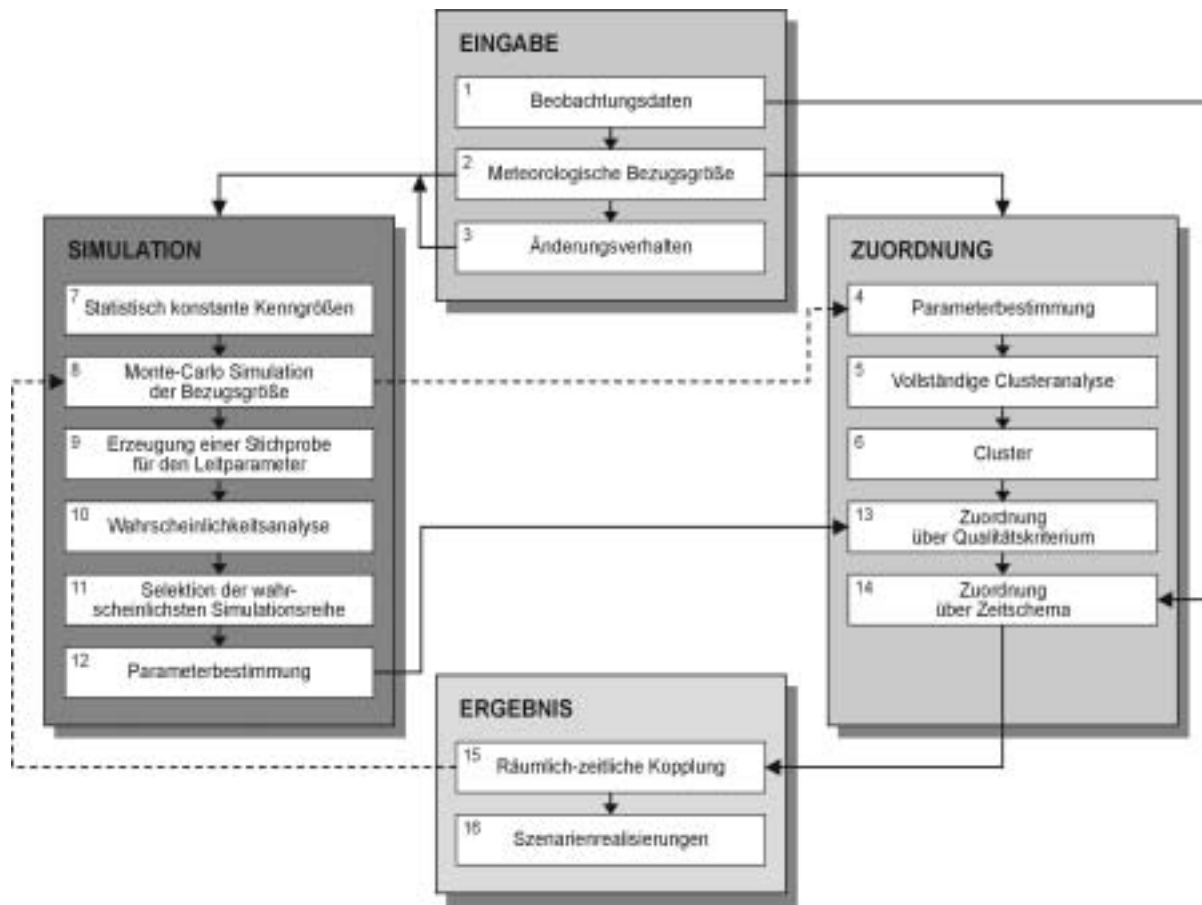 EINGABE
1
Beobachtungsdaten
2
Meteorologische Bezugsgröße
3
Änderungsverhalten
SIMULATION
7
Statistisch konstante Kenngrößen
8
Monte-Carlo Simulation
der Bezugsgröße
9
Erzeugung einer Stichprobe
für den Leitparameter
10
Wahrscheinlichkeitsanalyse
11
Selektion der wahr-
scheinlichsten Simulationsreihe
12
Parameterbestimmung
ZUORDNUNG
4
Parameterbestimmung
5
Vollständige Clusteranalyse
6
Cluster
13
Zuordnung
über Qualitätskriterium
14
Zuordnung
über Zeitschema
ERGEBNIS
15
Räumlich-zeitliche Kopplung
16
Szenarienrealisierungen